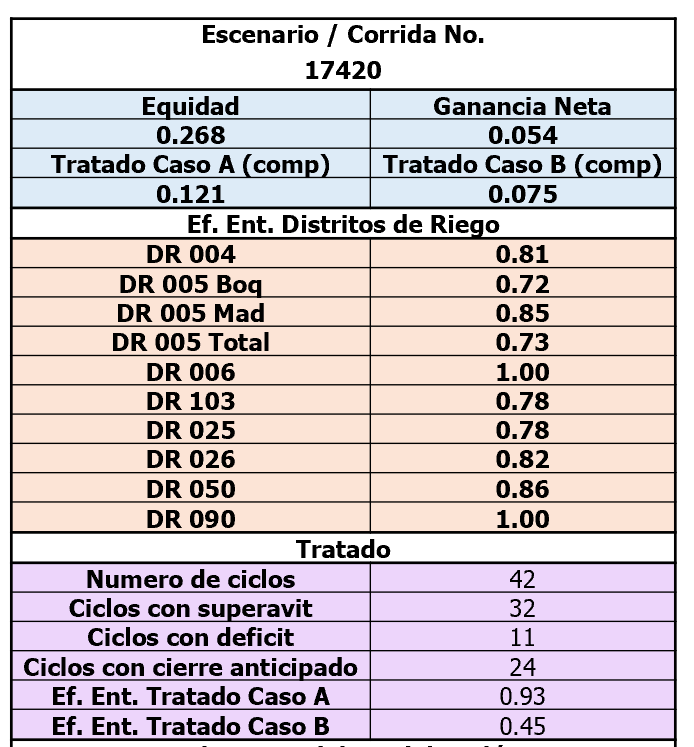 Escenario / Corrida No.
17420
Equidad Ganancia Neta
0.268 0.054
Tratado Caso A (comp) Tratado Caso B (comp)
0.121 0.075
Ef. Ent. Distritos de Riego
DR 004 0.81
DR 005 Boq 0.72
DR 005 Mad 0.85
DR 005 Total 0.73
DR 006 1.00
DR 103 0.78
DR 025 0.78
DR 026 0.82
DR 050 0.86
DR 090 1.00
Tratado
Numero de ciclos 42
Ciclos con superavit 32
Ciclos con deficit 11
Ciclos con cierre anticipado 24
Ef. Ent. Tratado Caso A 0.93
Ef. Ent. Tratado Caso B 0.45